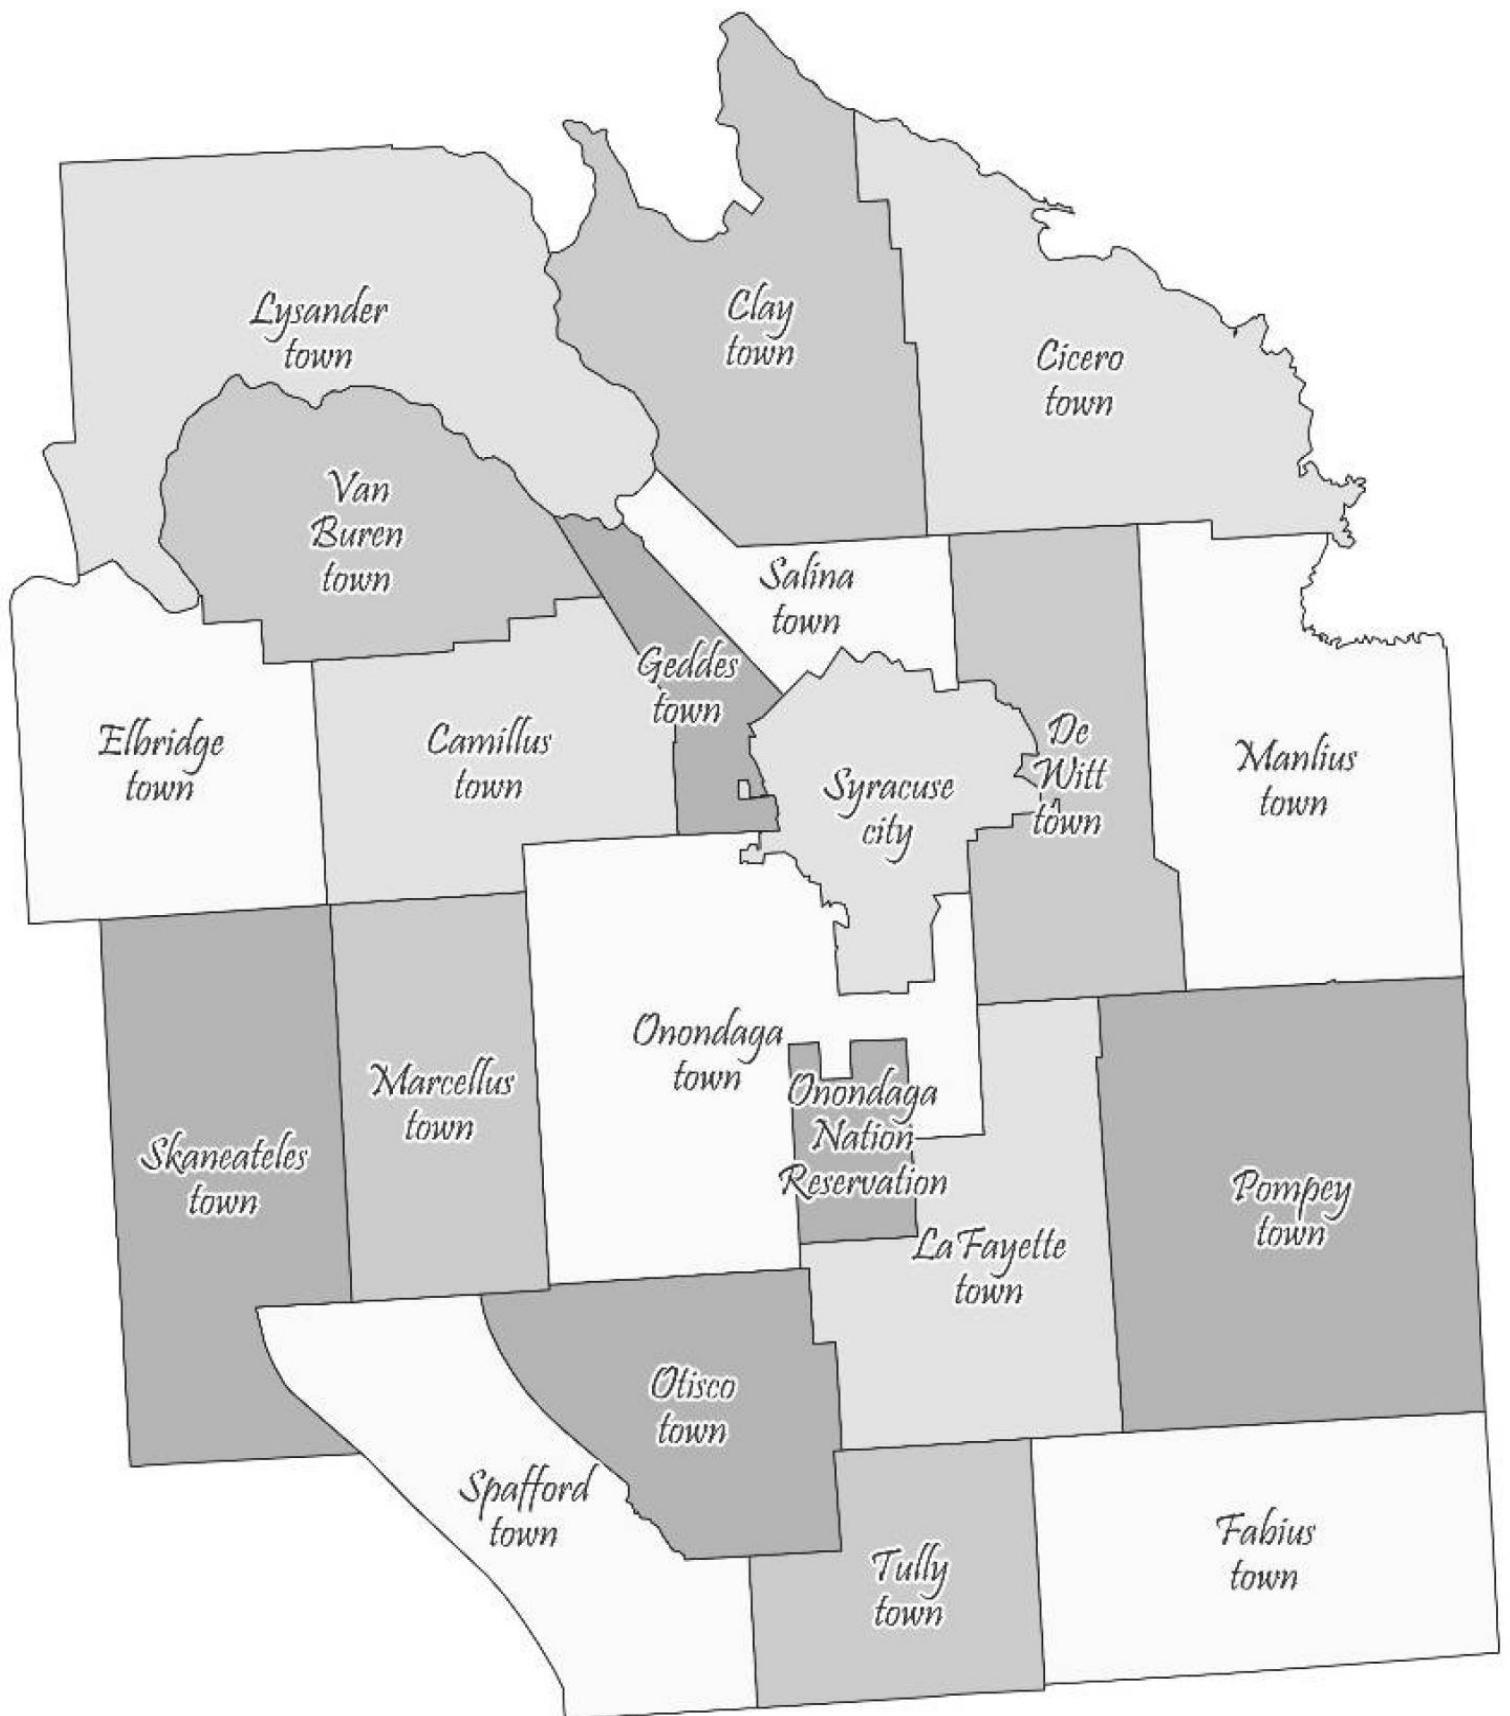 Lysander
town
Clay
town
Cicero
town
Van
Buren
town
Salina
town
Geddes
town
Elbridge
town
Camillus
town
De
Witt
town
Manlius
town
Syracuse
city
Onondaga
town
Marcellus
town
Onondaga
Nation
Reservation
Skaneateles
town
Pompey
town
LaFayette
town
Otisco
town
Spafford
town
Tully
town
Fabius
town